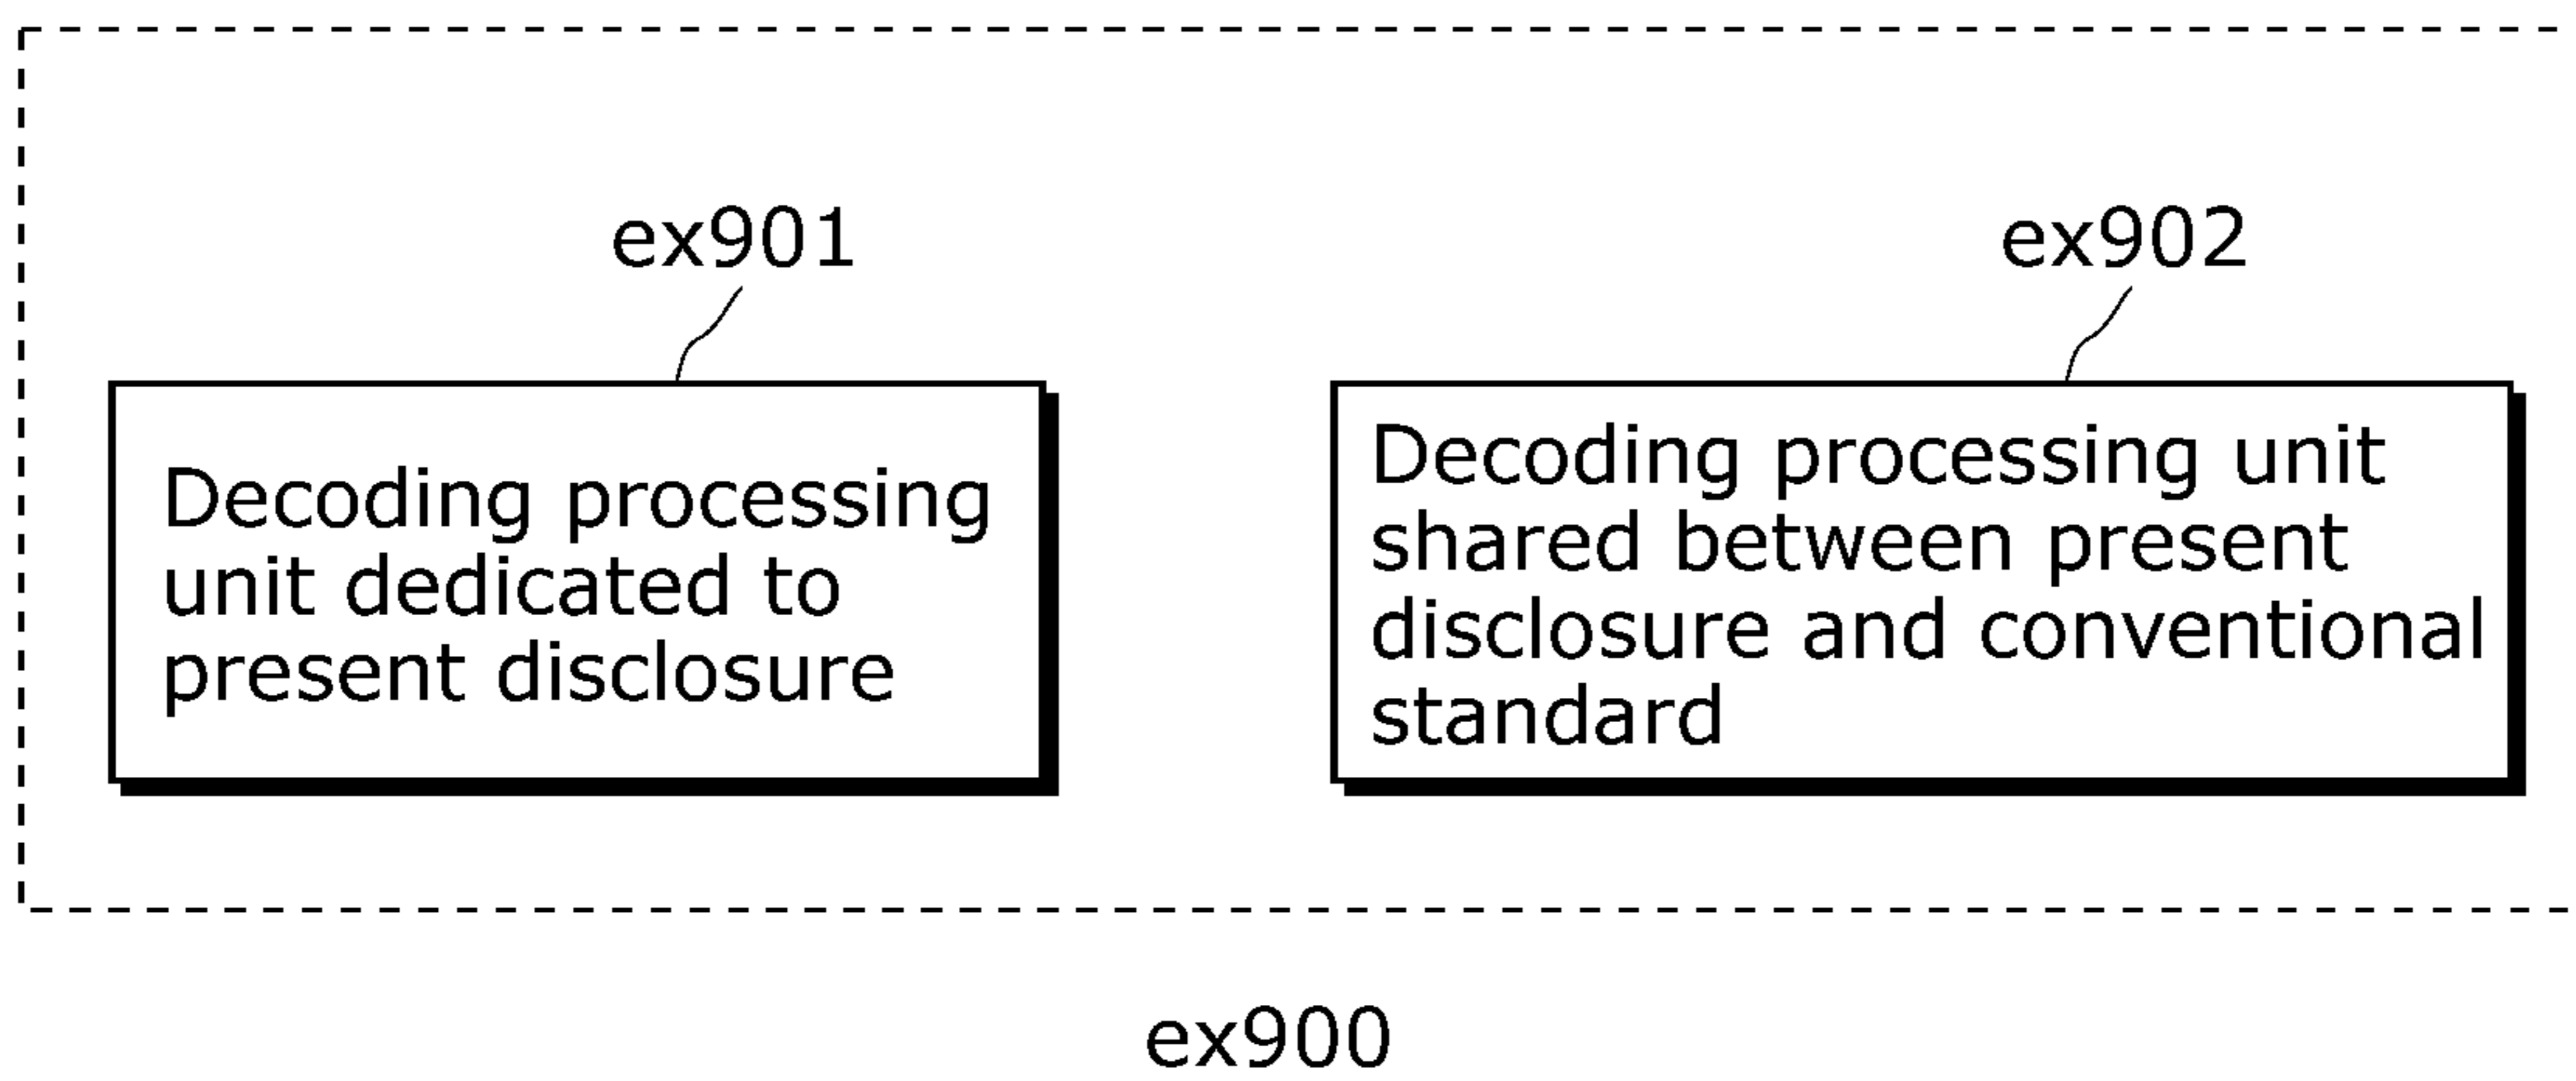 ex901
ex902
Decoding processing
unit dedicated to
present disclosure
Decoding processing unit
shared between present
disclosure and conventional
standard
ex900